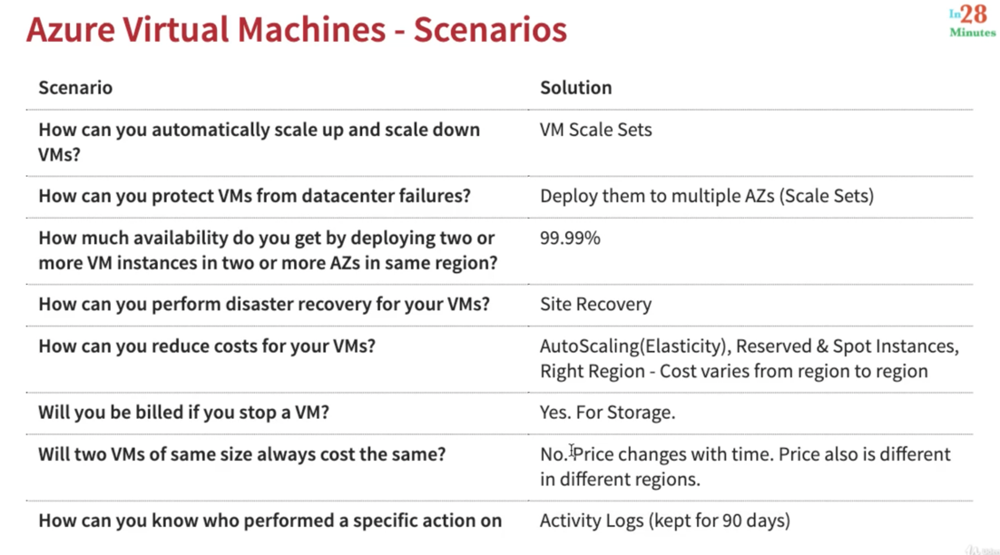 Azure Virtual Machines - Scenarios
In28
Minutes
Scenario
Solution
How can you automatically scale up and scale down
VMs?
VM Scale Sets
How can you protect VMs from datacenter failures?
Deploy them to multiple AZs (Scale Sets)
How much availability do you get by deploying two or
more VM instances in two or more AZs in same region?
99.99%
How can you perform disaster recovery for your VMs?
Site Recovery
How can you reduce costs for your VMs?
AutoScaling(Elasticity), Reserved & Spot Instances,
Right Region - Cost varies from region to region
Will you be billed if you stop a VM?
Yes. For Storage.
Will two VMs of same size always cost the same?
No. Price changes with time. Price also is different
in different regions.
How can you know who performed a specific action on
Activity Logs (kept for 90 days)